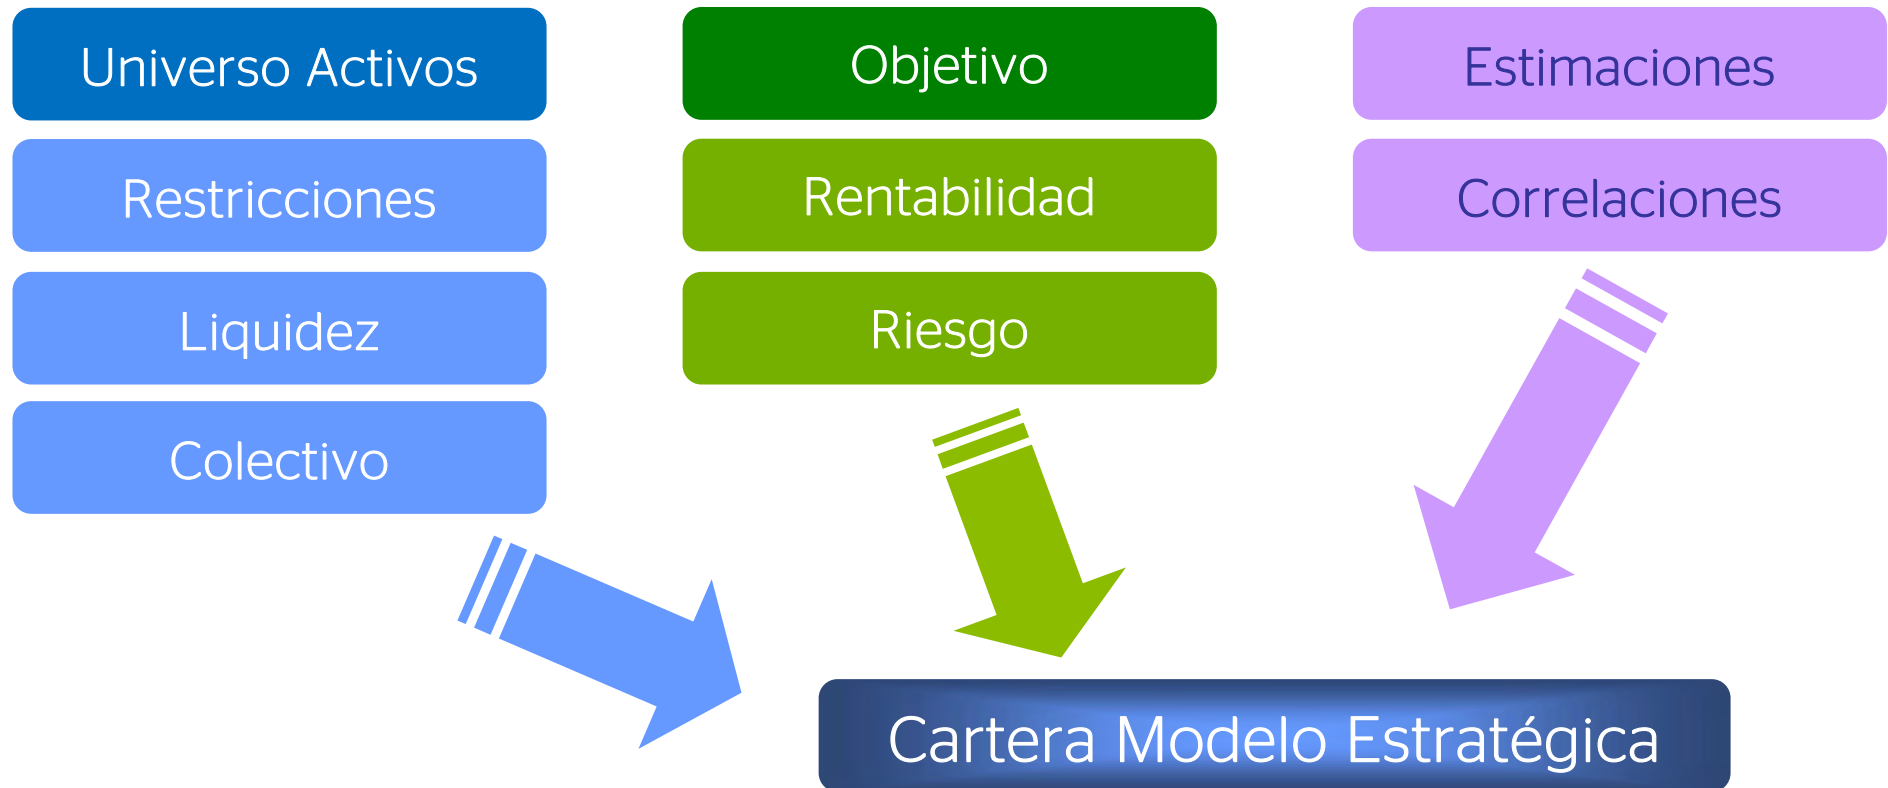 Universo Activos
Restricciones
Liquidez
Colectivo
Objetivo
Rentabilidad
Riesgo
Estimaciones
Correlaciones
Cartera Modelo Estratégica